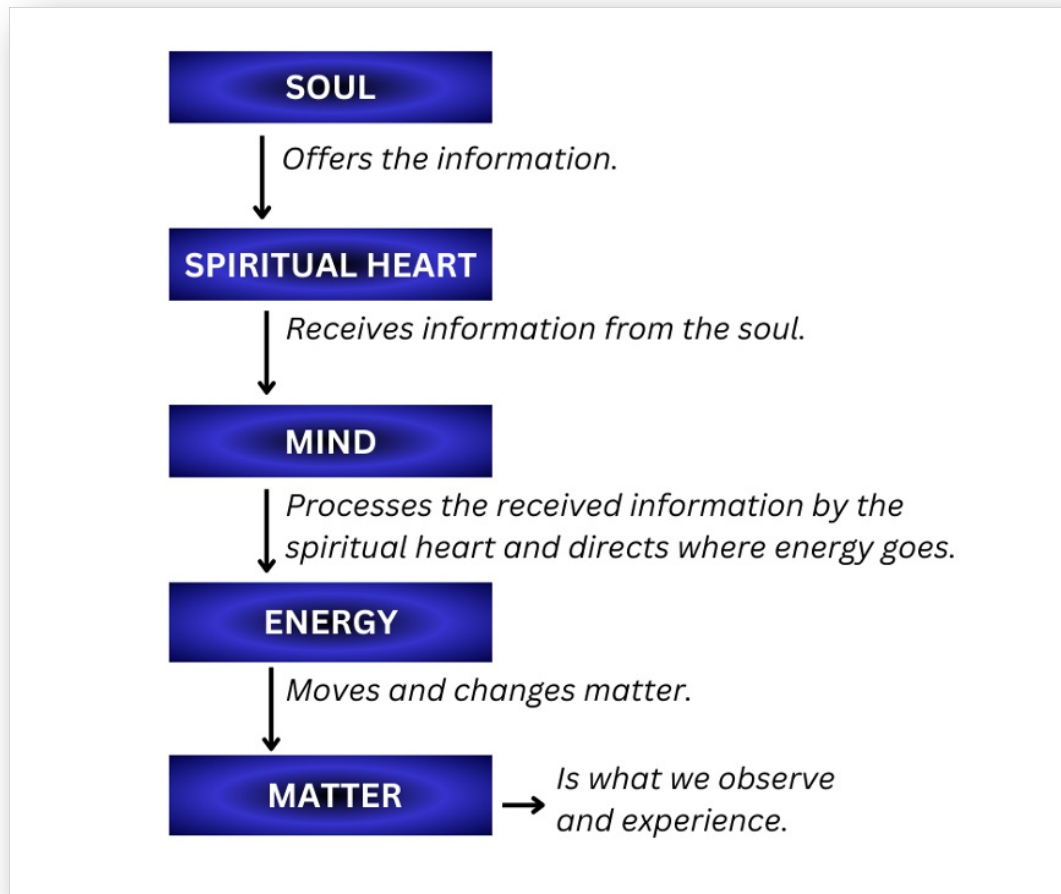 SOUL
Offers the information.
SPIRITUAL HEART
Receives information from the soul.
MIND
Processes the received information by the
spiritual heart and directs where energy goes.
ENERGY
Moves and changes matter.
MATTER
Is what we observe
and experience.